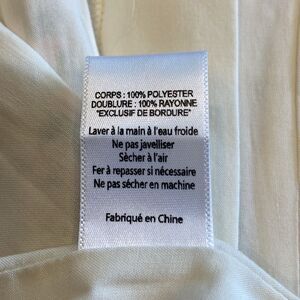 CORPS : 100% POLYESTER
DOUBLURE : 100% RAYONNE
"EXCLUSIF DE BORDURE"
Laver à la main à l'eau froide
Ne pas javelliser
Sècher à l'air
Fer à repasser si nécessaire
Ne pas sécher en machine
Fabriqué en Chine